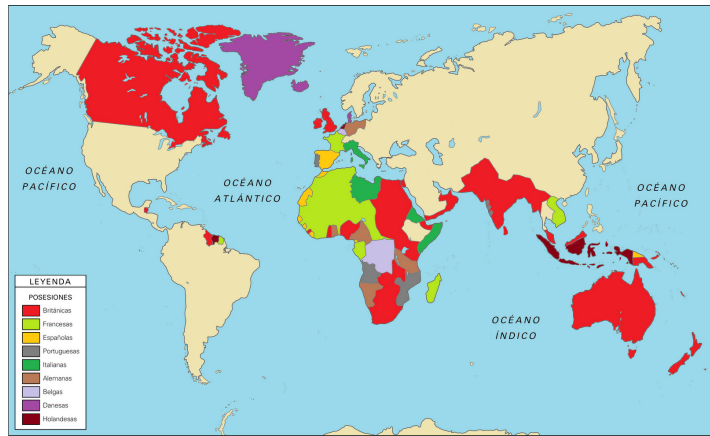 OCÉANO
PACÍFICO
OCÉANO
ATLÁNTICO
OCÉANO
PACÍFICO
OCÉANO
ÍNDICO
LEYENDA
POSESIONES
Británicas
Francesas
Españolas
Portuguesas
Italianas
Alemanas
Belgas
Danesas
Holandesas